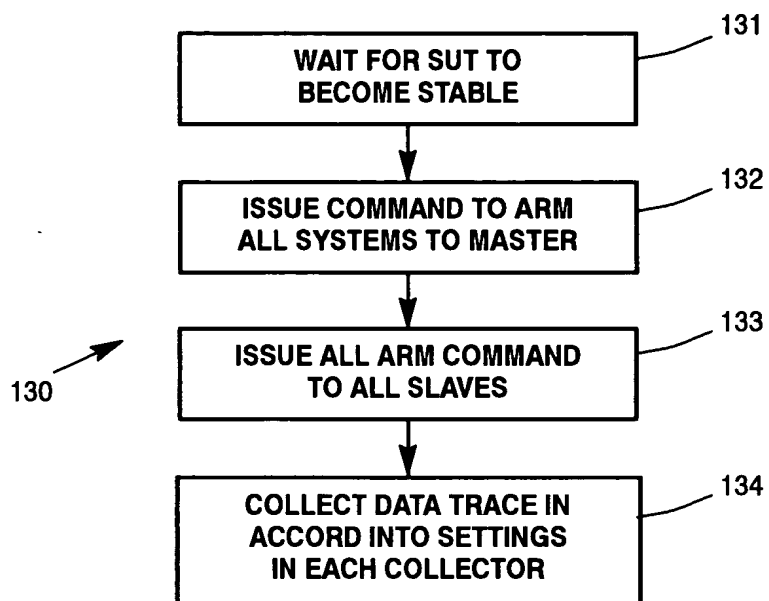 131
WAIT FOR SUT TO
BECOME STABLE
132
ISSUE COMMAND TO ARM
ALL SYSTEMS TO MASTER
133
ISSUE ALL ARM COMMAND
TO ALL SLAVES
130
134
COLLECT DATA TRACE IN
ACCORD INTO SETTINGS
IN EACH COLLECTOR